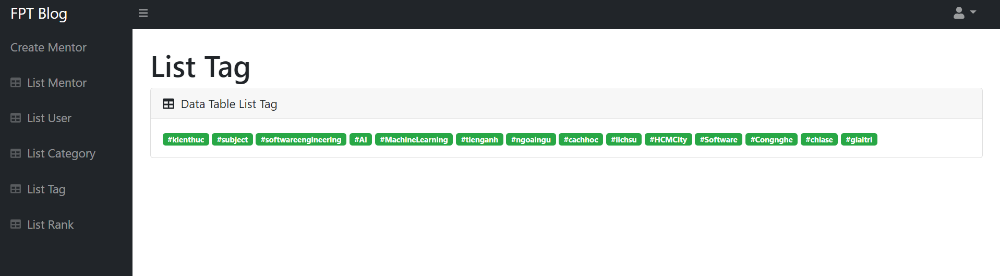 FPT Blog
Create Mentor
List Mentor
List User
List Category
List Tag
List Rank
List Tag
Data Table List Tag
#kienthuc #subject #softwareengineering #AI #MachineLearning #tienganh #ngoaingu #cachhoc #lichsu #HCMCity #Software #Congnghe #chiase #giaitri